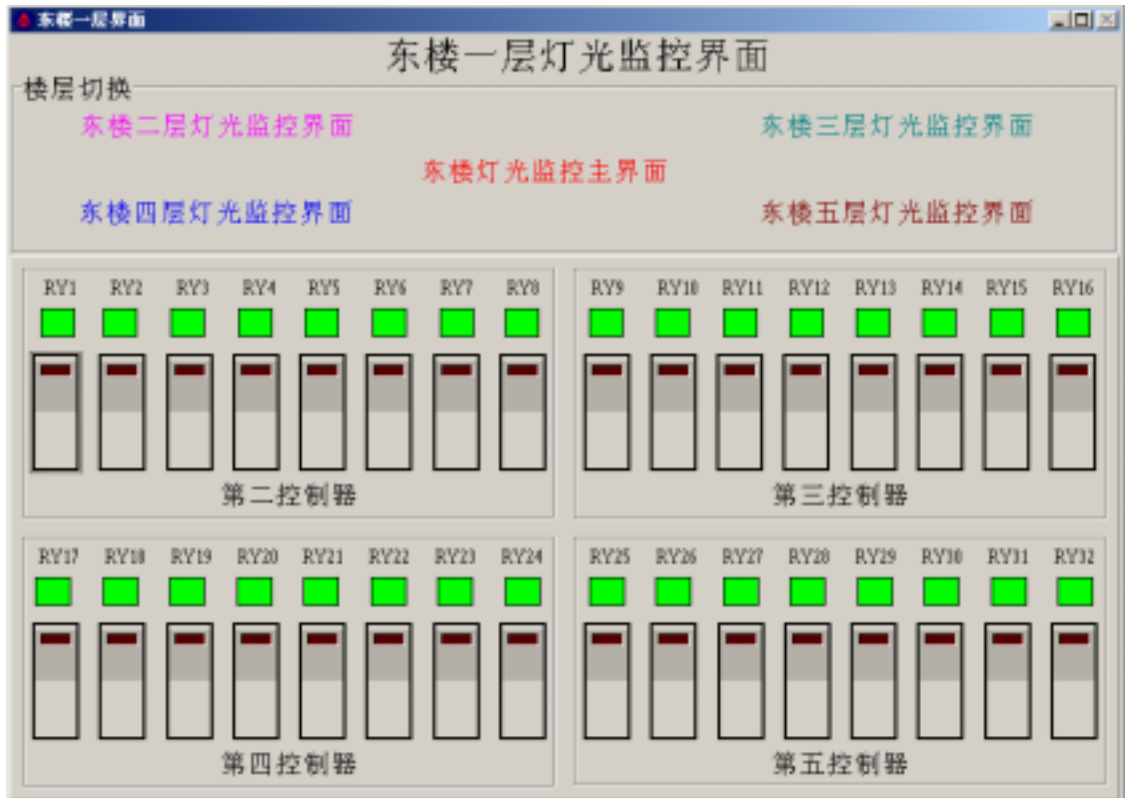 东楼一层界面
东楼一层灯光监控界面
楼层切换
东楼二层灯光监控界面 东楼三层灯光监控界面
东楼灯光监控主界面
东楼四层灯光监控界面 东楼五层灯光监控界面
RY1 RY2 RY3 RY4 RY5 RY6 RY7 RY8 RY9 RY10 RY11 RY12 RY13 RY14 RY15 RY16
第二控制器 第三控制器
RY17 RY18 RY19 RY20 RY21 RY22 RY23 RY24 RY25 RY26 RY27 RY28 RY29 RY30 RY31 RY32
第四控制器 第五控制器